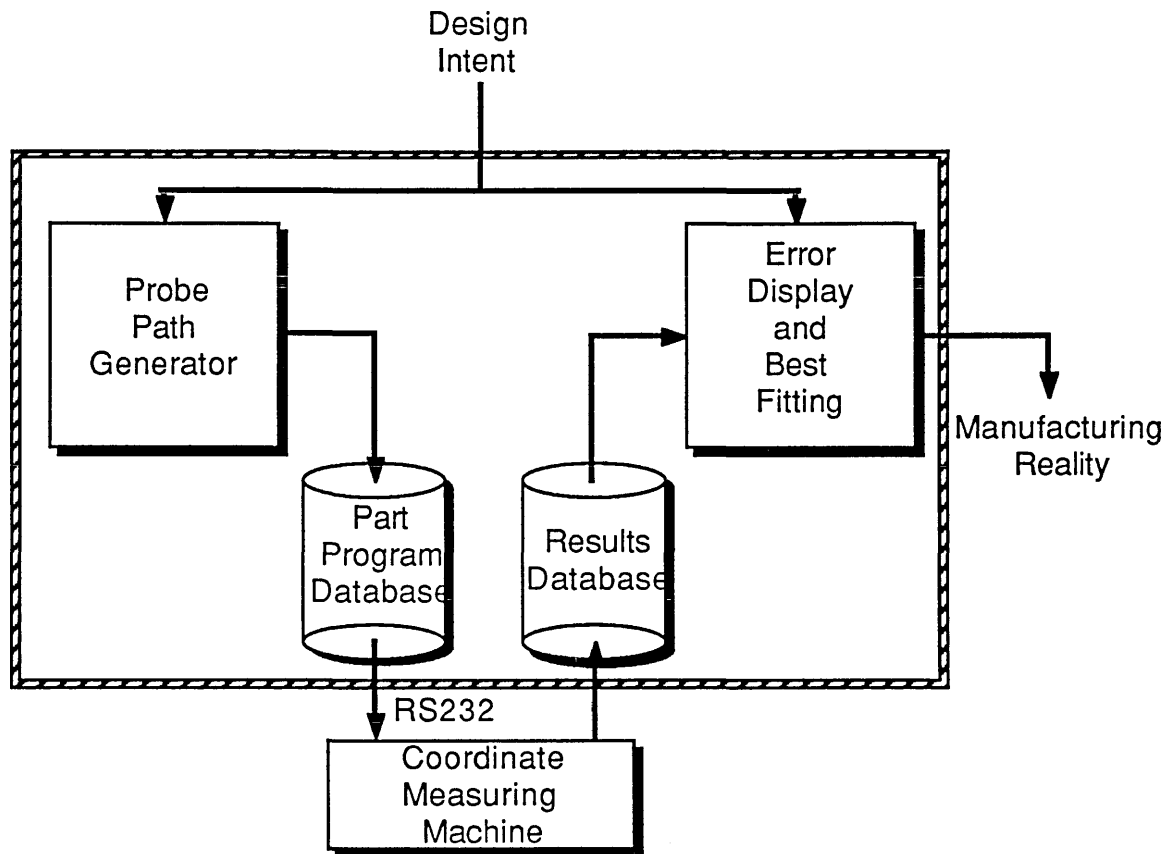 Design
Intent
Probe
Path
Generator
Error
Display
and
Best
Fitting
Manufacturing
Reality
Part
Program
Database
Results
Database
RS232
Coordinate
Measuring
Machine